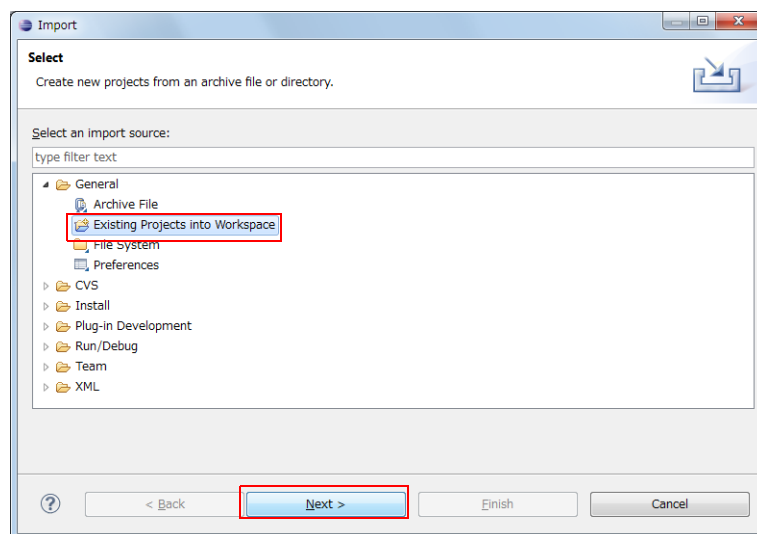 Import
Select
Create new projects from an archive file or directory.
Select an import source:
type filter text
General
Archive File
Existing Projects into Workspace
File System
Preferences
CVS
Install
Plug-in Development
Run/Debug
Team
XML
? < Back Next > Finish Cancel